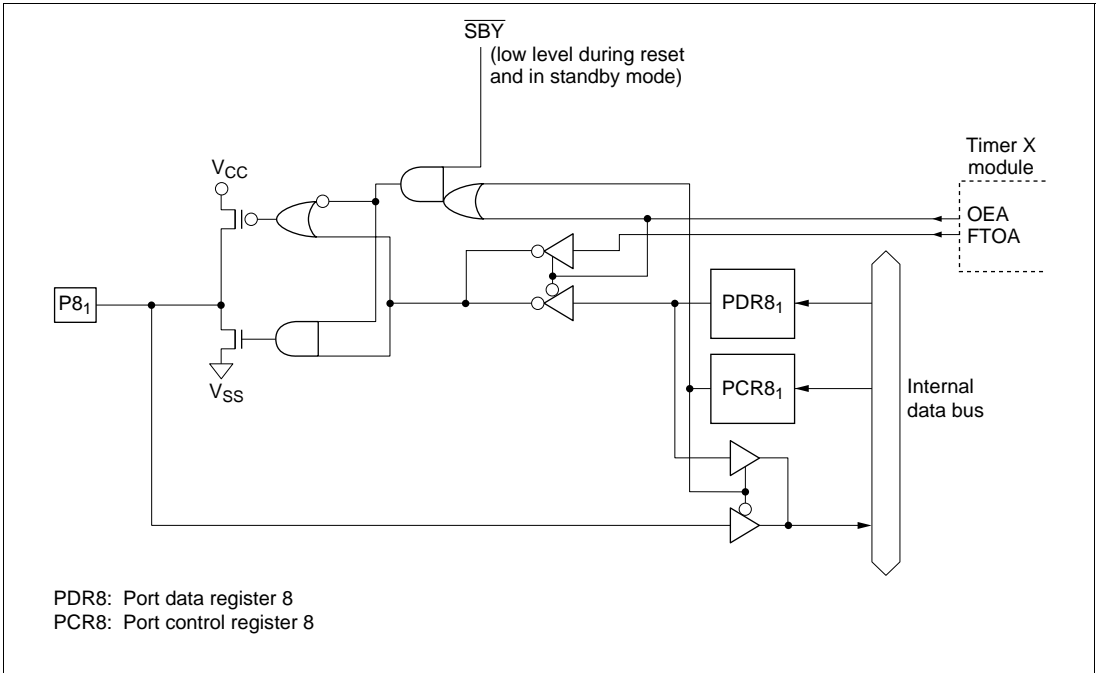 SBY
(low level during reset
and in standby mode)
Timer X
module
VCC
OEA
FTOA
P81
PDR81
PCR81
VSS
Internal
data bus
PDR8: Port data register 8
PCR8: Port control register 8